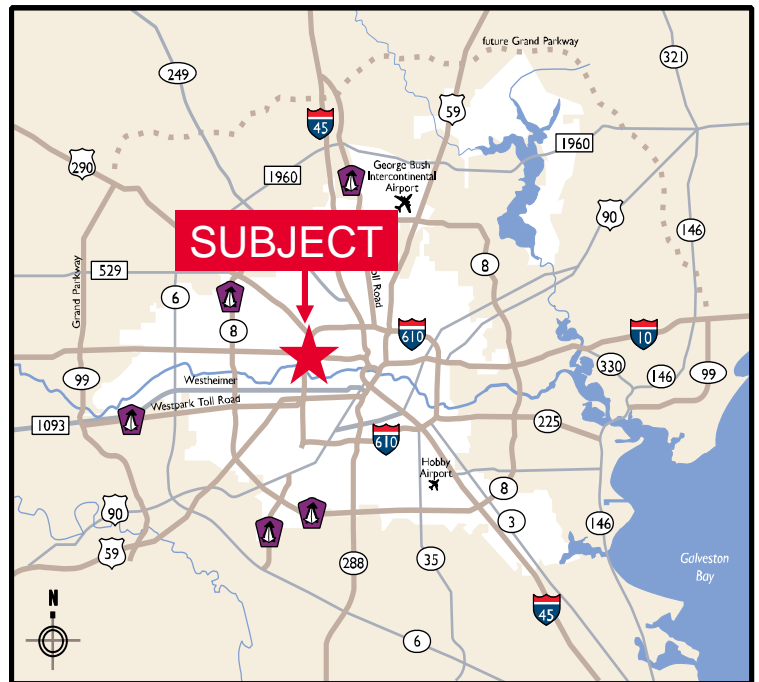 future Grand Parkway
321
249
59
45
290
1960
1960
George Bush
Intercontinental
Airport
90
146
SUBJECT
8
529
Grand Parkway
6
oll Road
8
610
10
330
146
99
99
Westheimer
Westpark Toll Road
1093
225
610
Hobby
Airport
8
3
146
90
59
288
35
Galveston
Bay
N
45
6